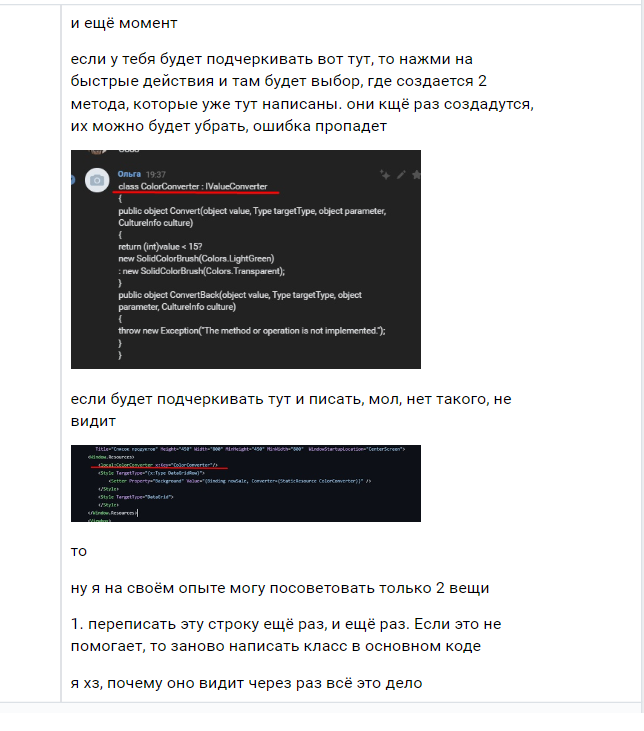 и ещё момент
если у тебя будет подчеркивать вот тут, то нажми на
быстрые действия и там будет выбор, где создается 2
метода, которые уже тут написаны. они кщё раз создадутся,
их можно будет убрать, ошибка пропадет
Ольга 19:37
class ColorConverter : IValueConverter
{
public object Convert(object value, Type targetType, object parameter,
CultureInfo culture)
{
return (int)value < 15?
new SolidColorBrush(Colors.LightGreen)
: new SolidColorBrush(Colors.Transparent);
}
public object ConvertBack(object value, Type targetType, object
parameter, CultureInfo culture)
{
throw new Exception("The method or operation is not implemented.");
}
}
если будет подчеркивать тут и писать, мол, нет такого, не
видит
Title="Список продуктов" Height="450" Width="800" MinHeight="450" MinWidth="800" WindowStartupLocation="CenterScreen">
<Window.Resources>
<local:ColorConverter x:Key="ColorConverter"/>
<Style TargetType="{x:Type DataGridRow}">
<Setter Property="Background" Value="{Binding nowSale, Converter={StaticResource ColorConverter}}" />
</Style>
<Style TargetType="DataGrid">
</Style>
</Window.Resources>
то
ну я на своём опыте могу посоветовать только 2 вещи
1. переписать эту строку ещё раз, и ещё раз. Если это не
помогает, то заново написать класс в основном коде
я хз, почему оно видит через раз всё это дело